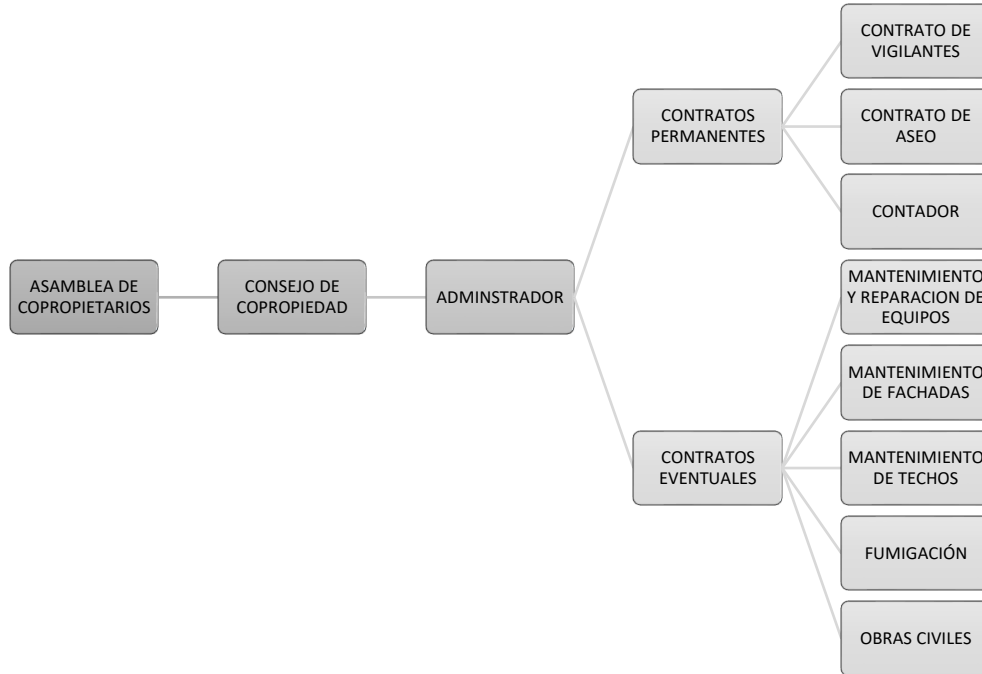 ASAMBLEA DE
COPROPIETARIOS
CONSEJO DE
COPROPIEDAD
ADMINSTRADOR
CONTRATOS
PERMANENTES
CONTRATO DE
VIGILANTES
CONTRATO DE
ASEO
CONTADOR
CONTRATOS
EVENTUALES
MANTENIMIENTO
Y REPARACION DE
EQUIPOS
MANTENIMIENTO
DE FACHADAS
MANTENIMIENTO
DE TECHOS
FUMIGACIÓN
OBRAS CIVILES